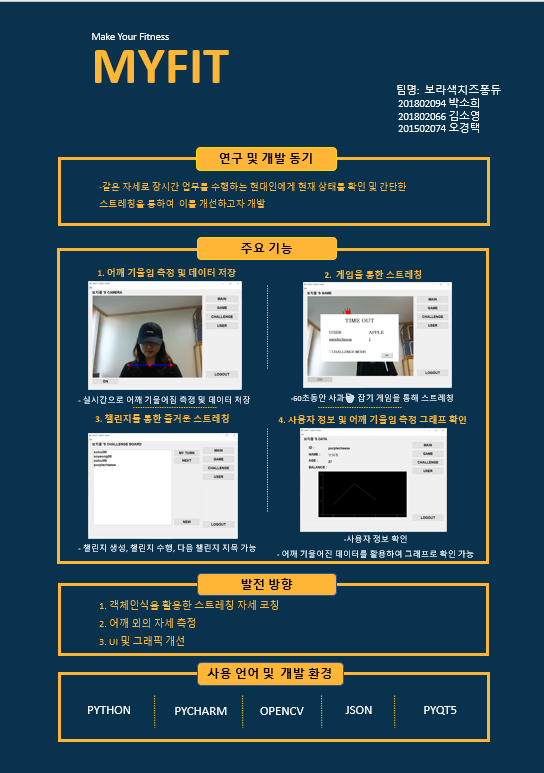 Make Your Fitness
MYFIT
팀명: 보라색치즈퐁듀
201802094 박소희
201802066 김소영
201502074 오경택
연구 및 개발 동기
-같은 자세로 장시간 업무를 수행하는 현대인에게 현재 상태를 확인 및 간단한
스트레칭을 통하여 이를 개선하고자 개발
주요 기능
1. 어깨 기울임 측정 및 데이터 저장
보라돌 'S CAMERA
MAIN
GAME
CHALLENGE
USER
LOGOUT
ON
- 실시간으로 어깨 기울어짐 측정 및 데이터 저장
2. 게임을 통한 스트레칭
보라돌 'S GAME
MAIN
GAME
CHALLENGE
USER
TIME OUT
USER APPLE
purplecheese 2
CHALLENGE MODE
LOGOUT
-60초동안 사과 잡기 게임을 통해 스트레칭
3. 챌린지를 통한 즐거운 스트레칭
보라돌 'S CHALLENGE BOARD
purplecheese
MY TURN
NEXT
NEW
MAIN
GAME
CHALLENGE
USER
LOGOUT
- 챌린지 생성, 챌린지 수행, 다음 챌린지 지목 가능
4. 사용자 정보 및 어깨 기울임 측정 그래프 확인
보라돌 'S DATA
ID : purplecheese
NAME :
AGE : 27
BALANCE :
MAIN
GAME
CHALLENGE
USER
LOGOUT
-사용자 정보 확인
- 어깨 기울어진 데이터를 활용하여 그래프로 확인 가능
발전 방향
1. 객체인식을 활용한 스트레칭 자세 코칭
2. 어깨 외의 자세 측정
3. UI 및 그래픽 개선
사용 언어 및 개발 환경
PYTHON
PYCHARM
OPENCV
JSON
PYQT5